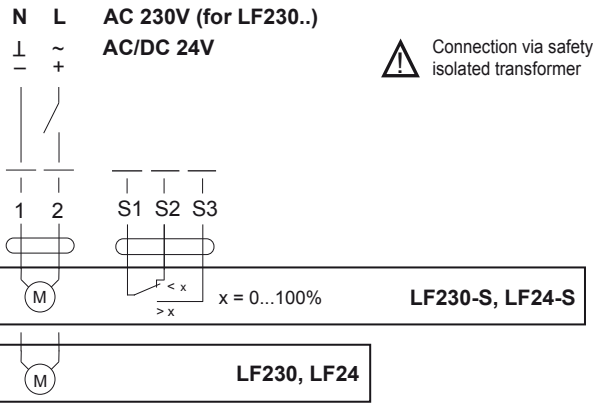 N L AC 230V (for LF230..)
⊥ ~ AC/DC 24V
– +
Connection via safety
isolated transformer
1 2 S1 S2 S3
M < x
> x
x = 0...100%
LF230-S, LF24-S
M
LF230, LF24